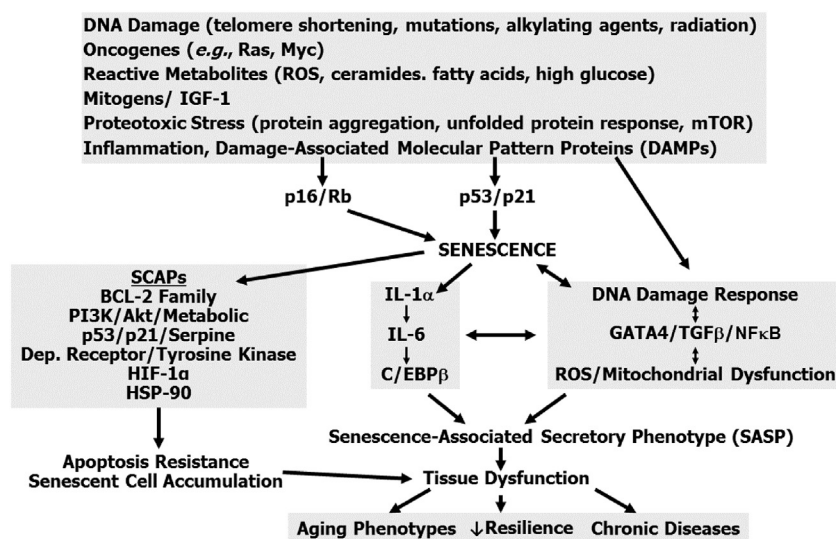 DNA Damage (telomere shortening, mutations, alkylating agents, radiation)
Oncogenes (e.g., Ras, Myc)
Reactive Metabolites (ROS, ceramides. fatty acids, high glucose)
Mitogens/ IGF-1
Proteotoxic Stress (protein aggregation, unfolded protein response, mTOR)
Inflammation, Damage-Associated Molecular Pattern Proteins (DAMPs)
p16/Rb
p53/p21
SENESCENCE
SCAPs
BCL-2 Family
PI3K/Akt/Metabolic
p53/p21/Serpine
Dep. Receptor/Tyrosine Kinase
HIF-1α
HSP-90
IL-1α
IL-6
C/EBPβ
DNA Damage Response
GATA4/TGFβ/NFκB
ROS/Mitochondrial Dysfunction
Senescence-Associated Secretory Phenotype (SASP)
Apoptosis Resistance
Senescent Cell Accumulation
Tissue Dysfunction
Aging Phenotypes ↓Resilience Chronic Diseases